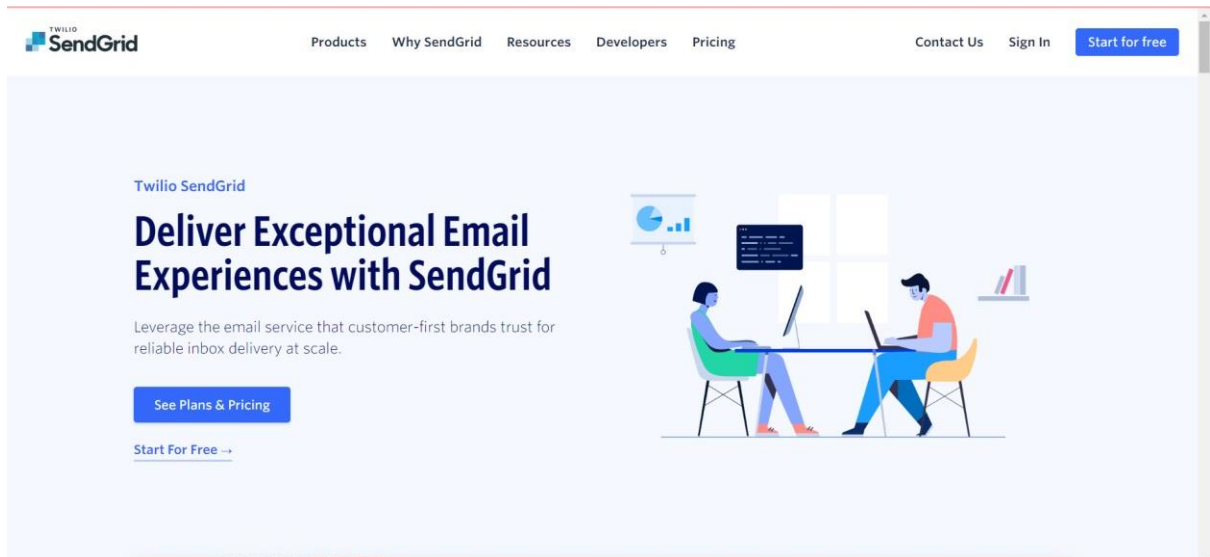 TWILIO
SendGrid
Products Why SendGrid Resources Developers Pricing Contact Us Sign In Start for free
Twilio SendGrid
Deliver Exceptional Email
Experiences with SendGrid
Leverage the email service that customer-first brands trust for
reliable inbox delivery at scale.
See Plans & Pricing
Start For Free →